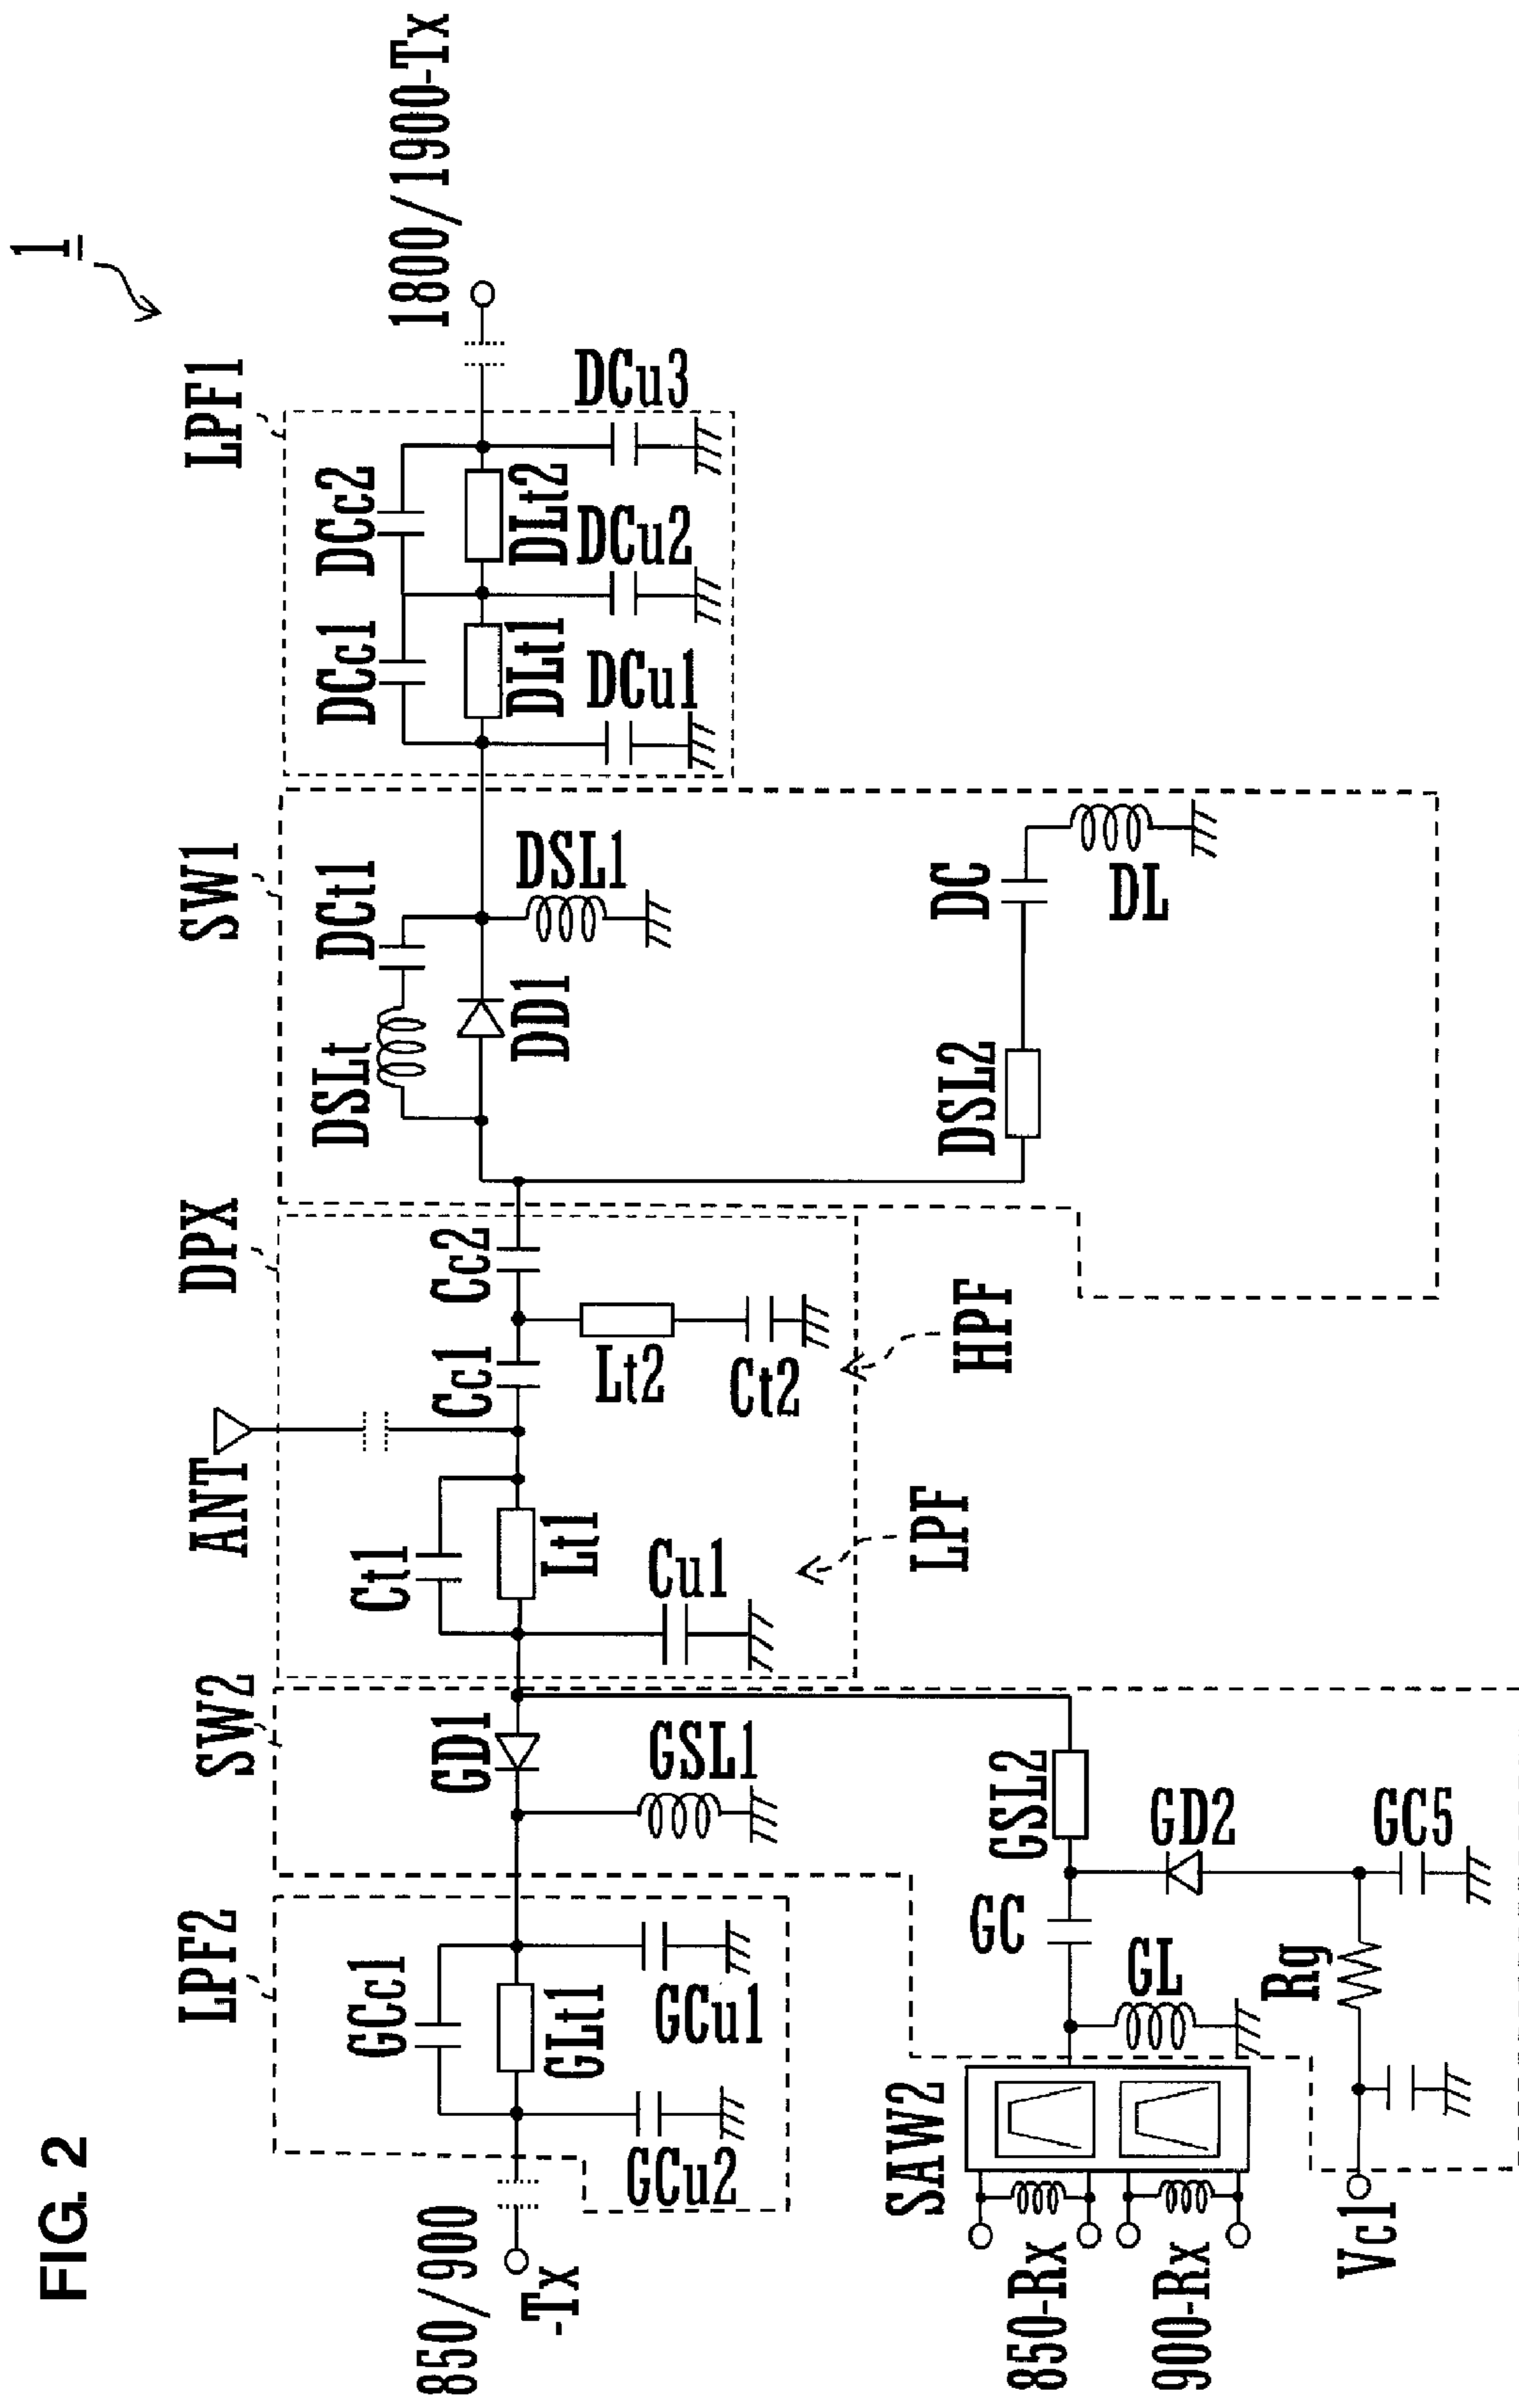 FIG. 2
1
LPF2
SW2
ANT
DPX
SW1
LPF1
850/900
-Tx
GCc1
GLt1
GCu1
GCu2
GD1
GSL1
Ct1
Lt1
Cu1
LPF
Cc1
Cc2
Lt2
Ct2
HPF
DSLt
DCt1
DD1
DSL1
DSL2
DC
DL
DCc1
DCc2
DLt1
DLt2
DCu1
DCu2
DCu3
1800/1900-Tx
SAW2
850-Rx
900-Rx
GC
GL
GSL2
GD2
GC5
Rg
Vc1